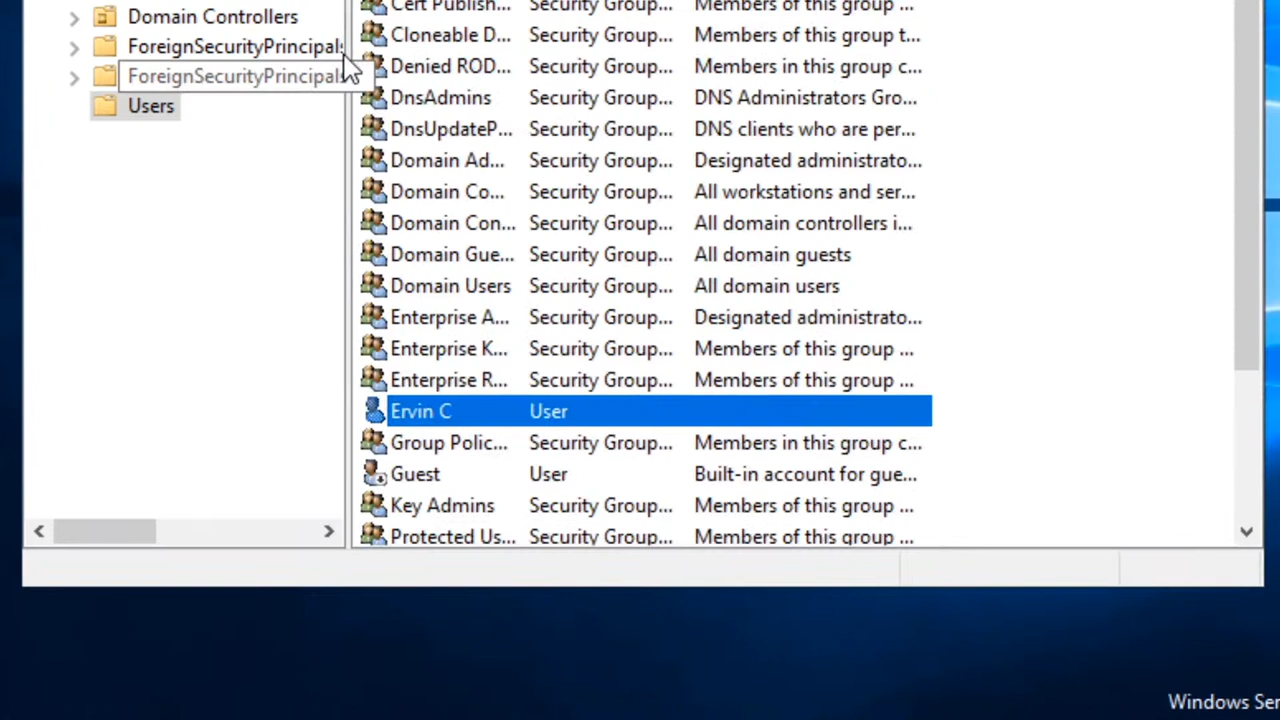 Domain Controllers
ForeignSecurityPrincipals
ForeignSecurityPrincipals
Users
Cert Publish... Security Group... Members of this group ...
Cloneable D... Security Group... Members of this group t...
Denied ROD... Security Group... Members in this group c...
DnsAdmins Security Group... DNS Administrators Gro...
DnsUpdateP... Security Group... DNS clients who are per...
Domain Ad... Security Group... Designated administrato...
Domain Co... Security Group... All workstations and ser...
Domain Con... Security Group... All domain controllers i...
Domain Gue... Security Group... All domain guests
Domain Users Security Group... All domain users
Enterprise A... Security Group... Designated administrato...
Enterprise K... Security Group... Members of this group ...
Enterprise R... Security Group... Members of this group ...
Ervin C User
Group Polic... Security Group... Members in this group c...
Guest User Built-in account for gue...
Key Admins Security Group... Members of this group ...
Protected Us... Security Group... Members of this group ...
Windows Ser